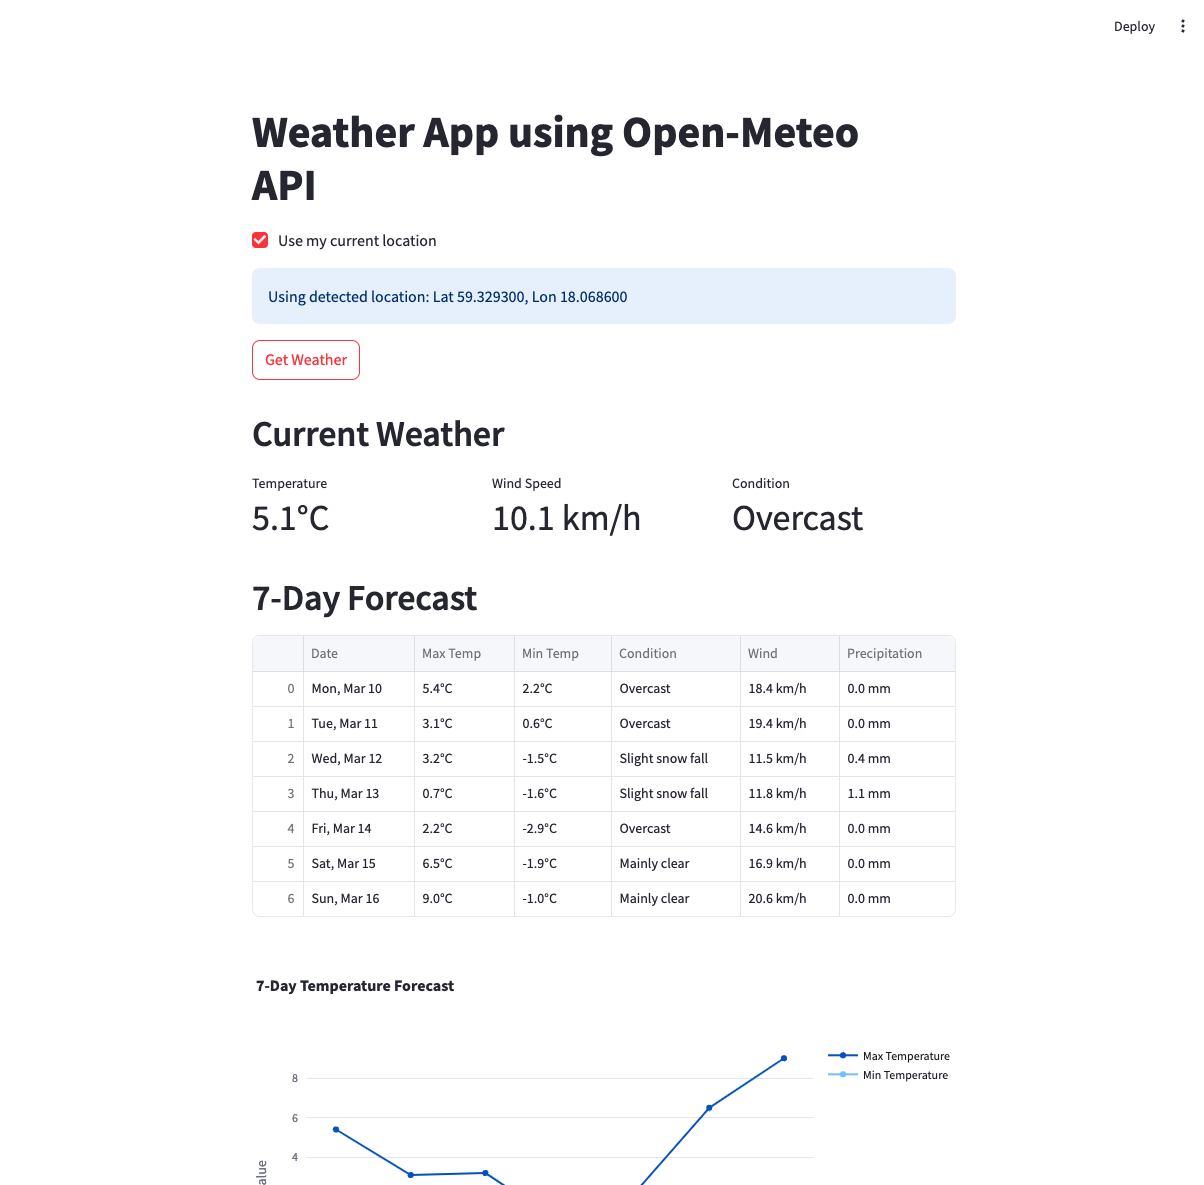 Deploy
Weather App using Open-Meteo
API
Use my current location
Using detected location: Lat 59.329300, Lon 18.068600
Get Weather
Current Weather
Temperature Wind Speed Condition
5.1°C 10.1 km/h Overcast
7-Day Forecast
Date Max Temp Min Temp Condition Wind Precipitation
0 Mon, Mar 10 5.4°C 2.2°C Overcast 18.4 km/h 0.0 mm
1 Tue, Mar 11 3.1°C 0.6°C Overcast 19.4 km/h 0.0 mm
2 Wed, Mar 12 3.2°C -1.5°C Slight snow fall 11.5 km/h 0.4 mm
3 Thu, Mar 13 0.7°C -1.6°C Slight snow fall 11.8 km/h 1.1 mm
4 Fri, Mar 14 2.2°C -2.9°C Overcast 14.6 km/h 0.0 mm
5 Sat, Mar 15 6.5°C -1.9°C Mainly clear 16.9 km/h 0.0 mm
6 Sun, Mar 16 9.0°C -1.0°C Mainly clear 20.6 km/h 0.0 mm
7-Day Temperature Forecast
Max Temperature
Min Temperature
8
6
4